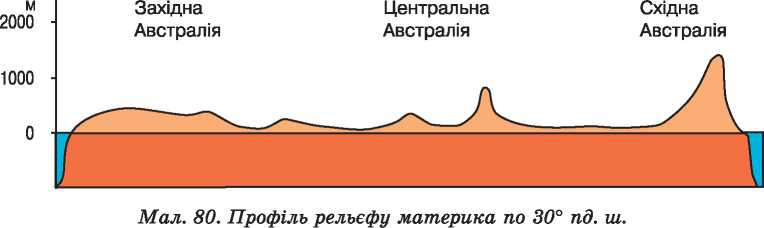 м
2000
1000
0
Західна
Австралія
Центральна
Австралія
Східна
Австралія
Мал. 80. Профіль рельєфу материка по 30° пд. ш.